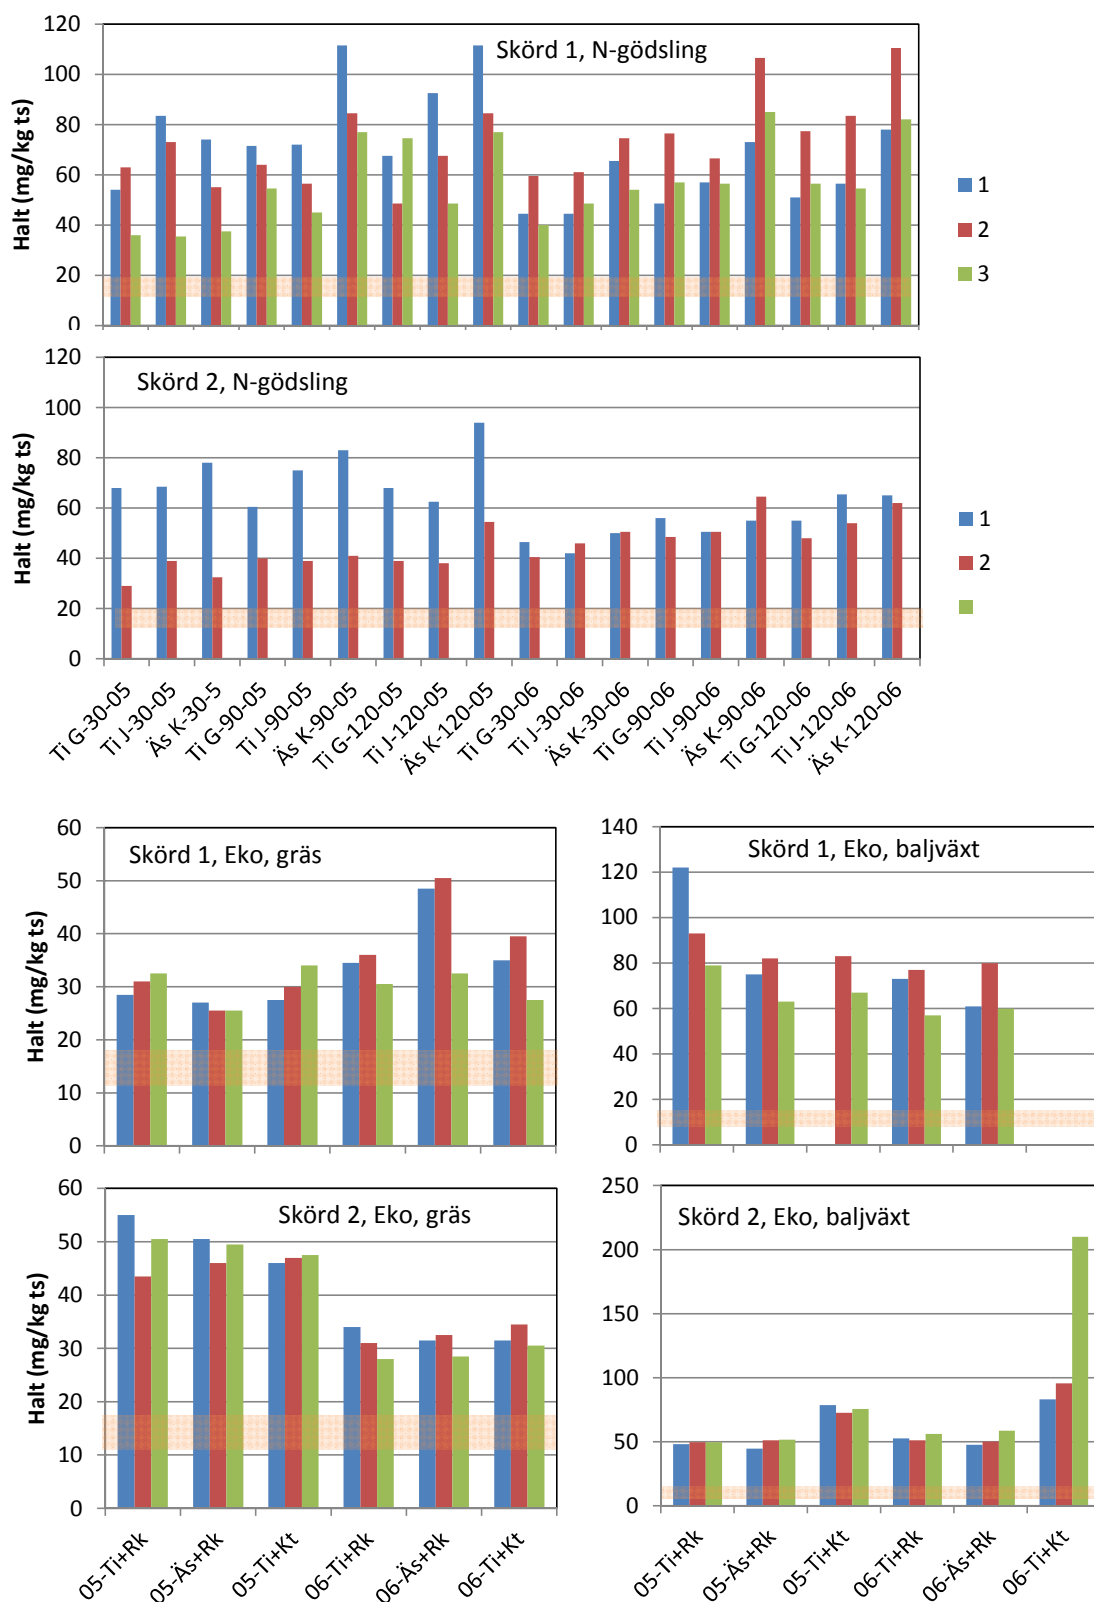 Skörd 1, N-gödsling
Halt (mg/kg ts)
120
100
80
60
40
20
0
1
2
3
Skörd 2, N-gödsling
Halt (mg/kg ts)
120
100
80
60
40
20
0
1
2
Ti G-30-05
Ti J-30-05
Äs K-30-5
Ti G-90-05
Ti J-90-05
Äs K-90-05
Ti G-120-05
Ti J-120-05
Äs K-120-05
Ti G-30-06
Ti J-30-06
Äs K-30-06
Ti G-90-06
Ti J-90-06
Äs K-90-06
Ti G-120-06
Ti J-120-06
Äs K-120-06
Skörd 1, Eko, gräs
Halt (mg/kg ts)
60
50
40
30
20
10
0
Skörd 1, Eko, baljväxt
140
120
100
80
60
40
20
0
Skörd 2, Eko, gräs
Halt (mg/kg ts)
60
50
40
30
20
10
0
05-Ti+Rk
05-Äs+Rk
05-Ti+Kt
06-Ti+Rk
06-Äs+Rk
06-Ti+Kt
Skörd 2, Eko, baljväxt
250
200
150
100
50
0
05-Ti+Rk
05-Äs+Rk
05-Ti+Kt
06-Ti+Rk
06-Äs+Rk
06-Ti+Kt